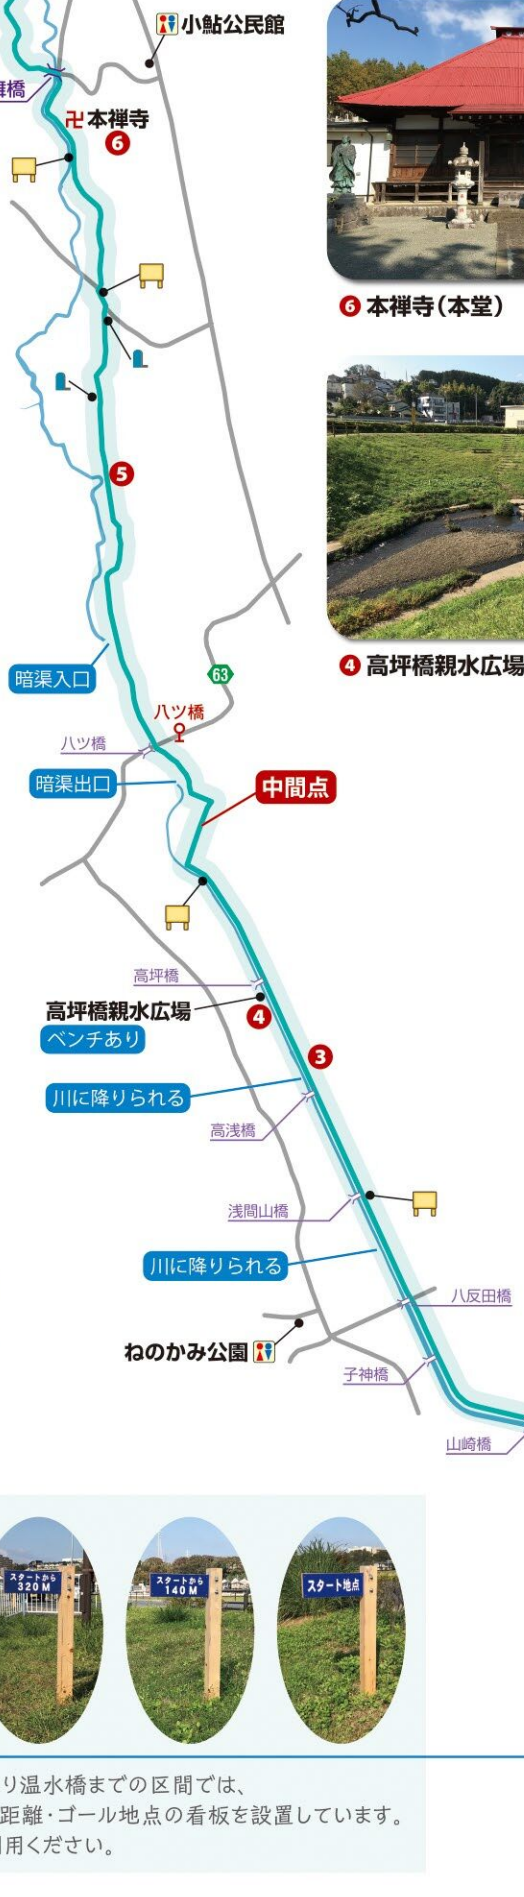 小鮎公民館
橋
本禅寺
6
6 本禅寺(本堂)
5
暗渠入口
63
八ツ橋
八ツ橋
暗渠出口
中間点
4 高坪橋親水広場
高坪橋
高坪橋親水広場
ベンチあり
4
3
川に降りられる
高浅橋
浅間山橋
川に降りられる
八反田橋
ねのかみ公園
子神橋
山崎橋
スタートから
320M
スタートから
140M
スタート地点
り温水橋までの区間では、
距離・ゴール地点の看板を設置しています。
用ください。